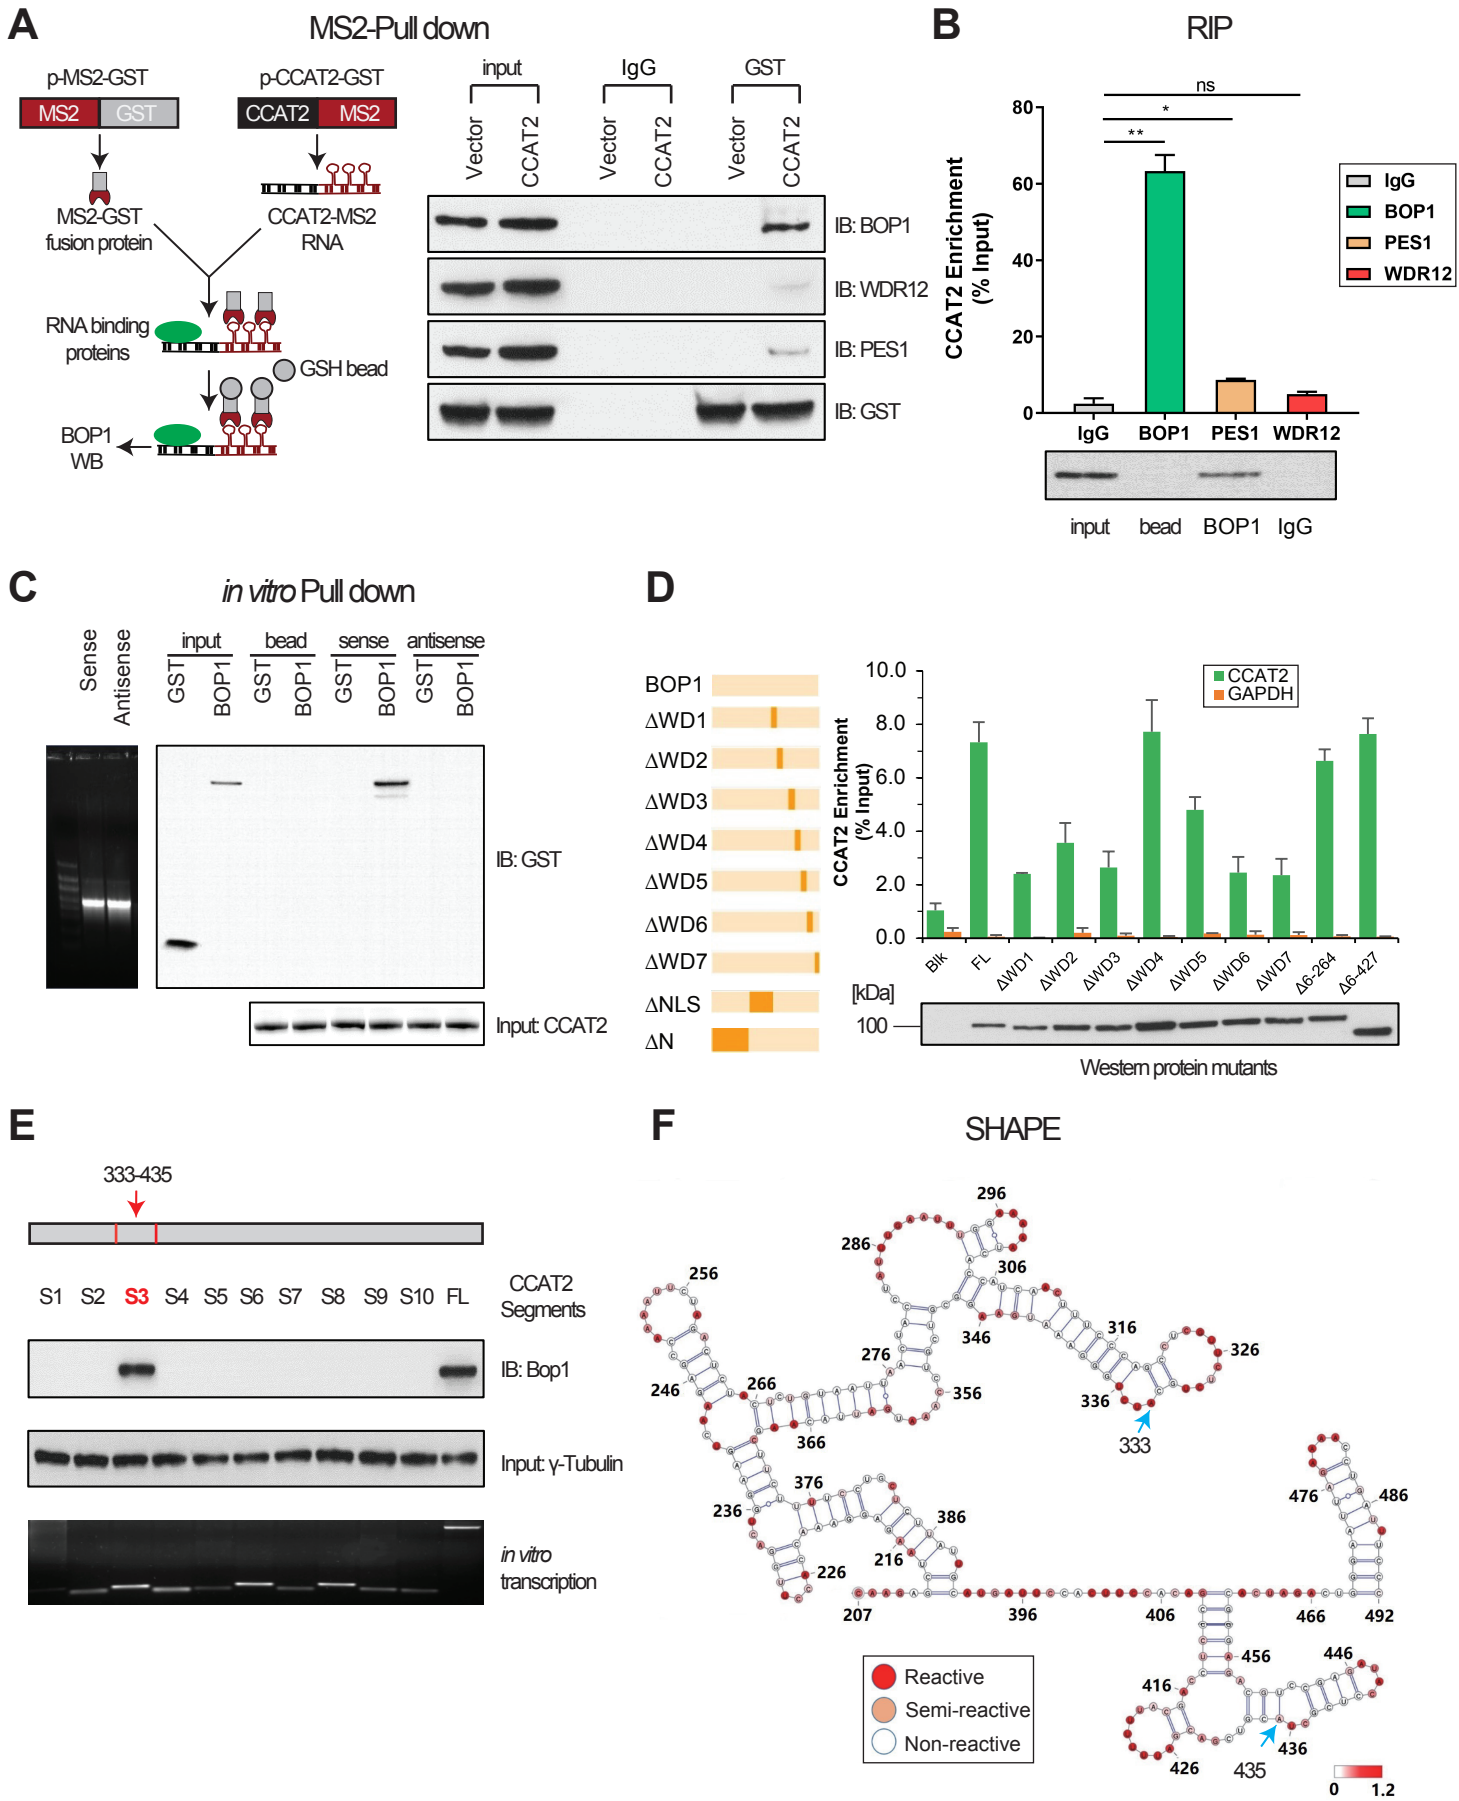 A
MS2-Pull down
p-MS2-GST
p-CCAT2-GST
MS2
GST
CCAT2
MS2
MS2-GST
fusion protein
CCAT2-MS2
RNA
RNA binding
proteins
GSH bead
BOP1
WB
input
IgG
GST
Vector
CCAT2
Vector
CCAT2
Vector
CCAT2
IB: BOP1
IB: WDR12
IB: PES1
IB: GST
B
RIP
ns
*
**
CCAT2 Enrichment
(% Input)
80
60
40
20
0
IgG
BOP1
PES1
WDR12
IgG
BOP1
PES1
WDR12
input
bead
BOP1
IgG
C
in vitro Pull down
Sense
Antisense
input
bead
sense
antisense
GST
BOP1
GST
BOP1
GST
BOP1
GST
BOP1
IB: GST
Input: CCAT2
D
BOP1
ΔWD1
ΔWD2
ΔWD3
ΔWD4
ΔWD5
ΔWD6
ΔWD7
ΔNLS
ΔN
CCAT2 Enrichment
(% Input)
10.0
8.0
6.0
4.0
2.0
0.0
CCAT2
GAPDH
Blk
FL
ΔWD1
ΔWD2
ΔWD3
ΔWD4
ΔWD5
ΔWD6
ΔWD7
Δ6-264
Δ6-427
[kDa]
100
Western protein mutants
E
333-435
S1 S2 S3 S4 S5 S6 S7 S8 S9 S10 FL
CCAT2
Segments
IB: Bop1
Input: γ-Tubulin
in vitro
transcription
F
SHAPE
296
286
306
256
316
276
346
326
246
266
356
336
366
333
376
236
386
216
226
476
486
207
396
406
466
492
456
446
416
436
426
435
Reactive
Semi-reactive
Non-reactive
0
1.2